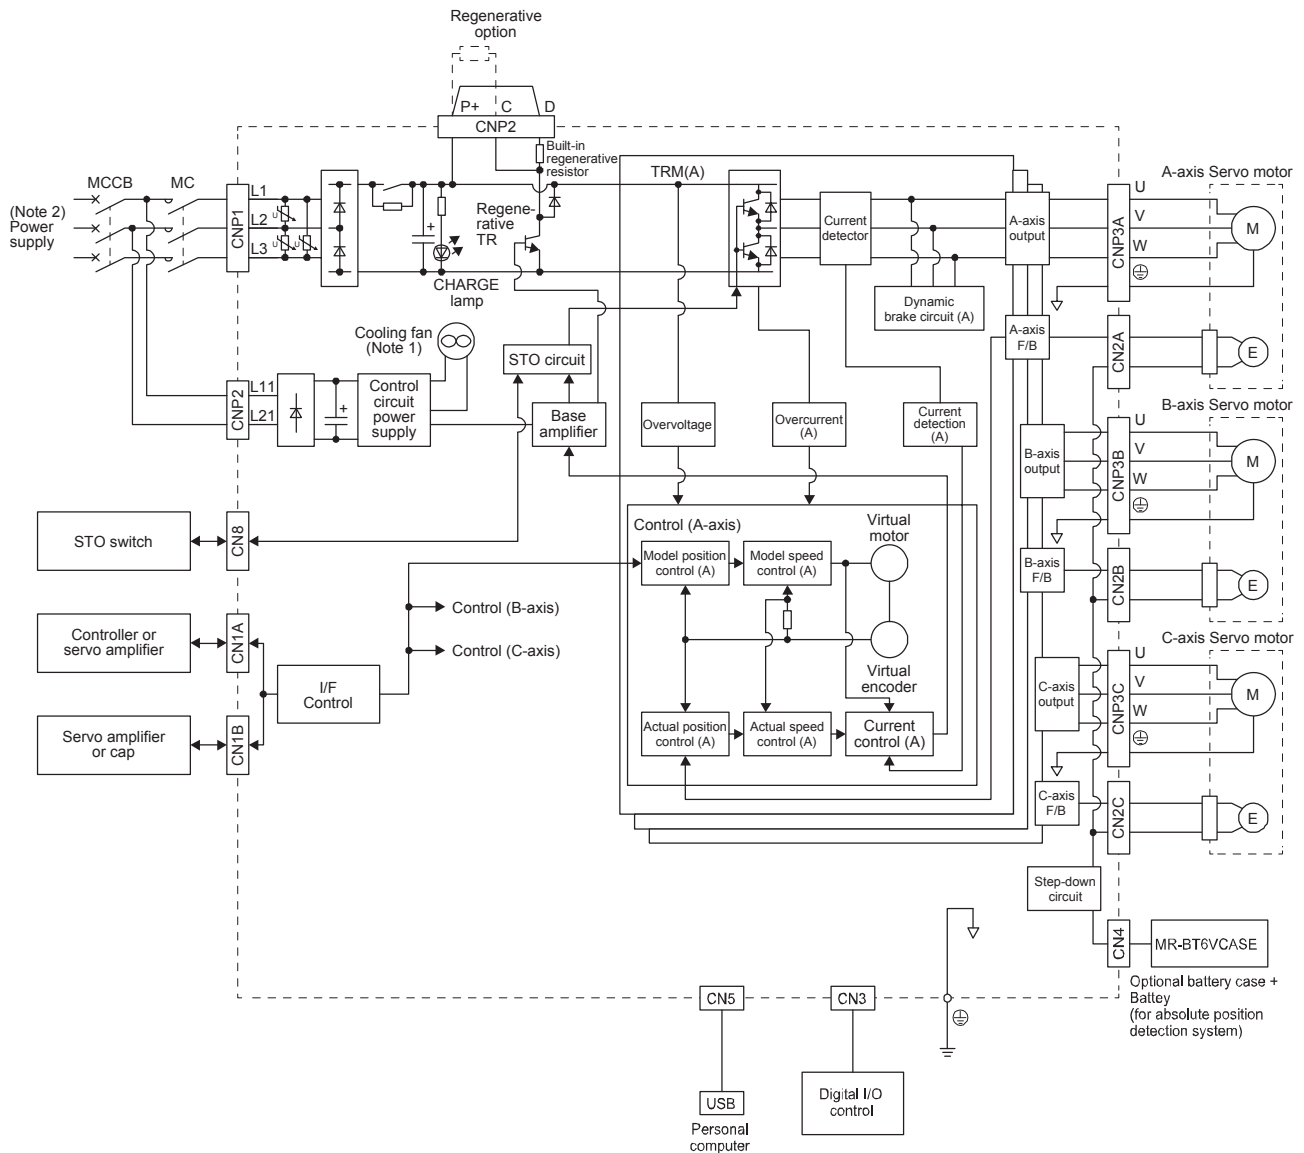 Regenerative
option
P+ C D
CNP2
Built-in
regenerative
resistor
MCCB MC
(Note 2)
Power
supply
CNP1
L1
L2
L3
U
U
U
+
CHARGE
lamp
Regene-
rative
TR
TRM(A)
Current
detector
Dynamic
brake circuit (A)
A-axis
output
A-axis
F/B
CNP3A
U
V
W
A-axis Servo motor
M
CN2A
E
Cooling fan
(Note 1)
CNP2
L11
L21
+
Control
circuit
power
supply
STO circuit
Base
amplifier
Overvoltage
Overcurrent
(A)
Current
detection
(A)
B-axis Servo motor
B-axis
output
CNP3B
U
V
W
M
B-axis
F/B
CN2B
E
STO switch
CN8
Control (A-axis)
Virtual
motor
Model position
control (A)
Model speed
control (A)
Virtual
encoder
Actual position
control (A)
Actual speed
control (A)
Current
control (A)
Control (B-axis)
Control (C-axis)
Controller or
servo amplifier
CN1A
I/F
Control
Servo amplifier
or cap
CN1B
C-axis Servo motor
C-axis
output
CNP3C
U
V
W
M
C-axis
F/B
CN2C
E
Step-down
circuit
CN4
MR-BT6VCASE
Optional battery case +
Battey
(for absolute position
detection system)
CN5
CN3
USB
Personal
computer
Digital I/O
control